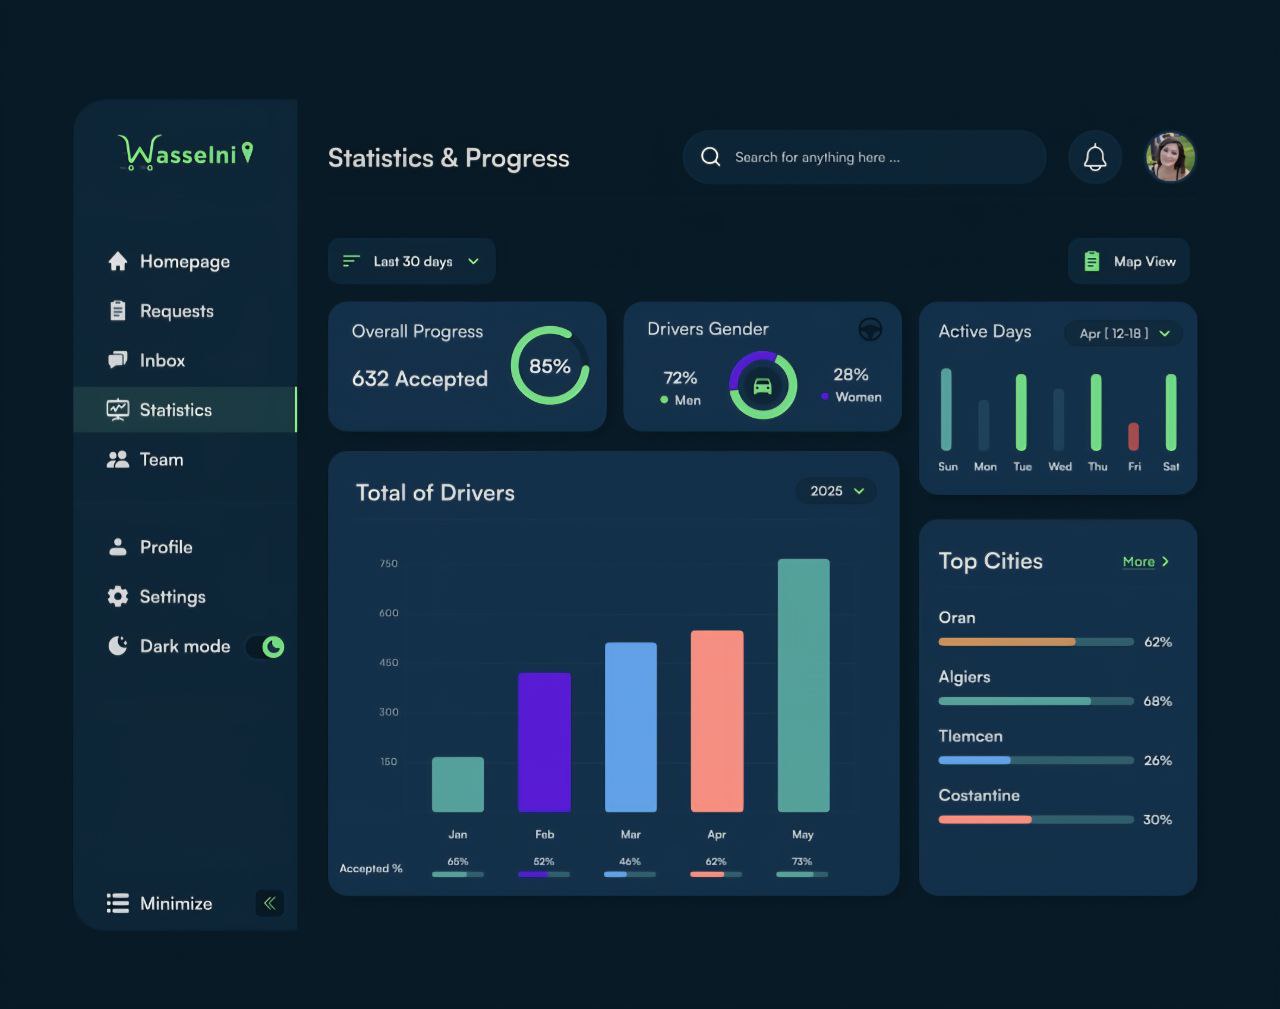 Wasselni
Homepage
Requests
Inbox
Statistics
Team
Profile
Settings
Dark mode
Minimize
Statistics & Progress
Search for anything here ...
Last 30 days
Map View
Overall Progress
632 Accepted
85%
Drivers Gender
72%
Men
28%
Women
Active Days
Apr [ 12-18 ]
Sun Mon Tue Wed Thu Fri Sat
Total of Drivers
2025
750
600
450
300
150
Jan Feb Mar Apr May
Accepted % 65% 52% 46% 62% 73%
Top Cities
More
Oran
62%
Algiers
68%
Tlemcen
26%
Costantine
30%